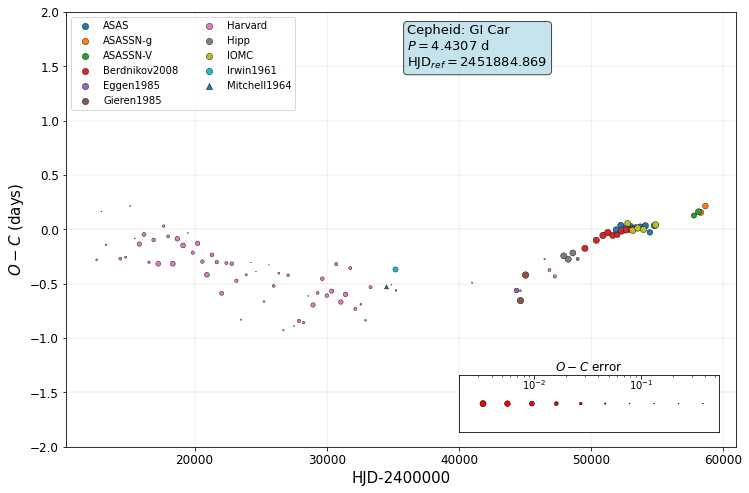 ASAS
ASASSN-g
ASASSN-V
Berdnikov2008
Eggen1985
Gieren1985
Harvard
Hipp
IOMC
Irwin1961
Mitchell1964
Cepheid: GI Car
P = 4.4307 d
HJD_ref = 2451884.869
2.0
1.5
1.0
0.5
0.0
−0.5
−1.0
−1.5
−2.0
O − C (days)
O − C error
10⁻² 10⁻¹
20000 30000 40000 50000 60000
HJD-2400000